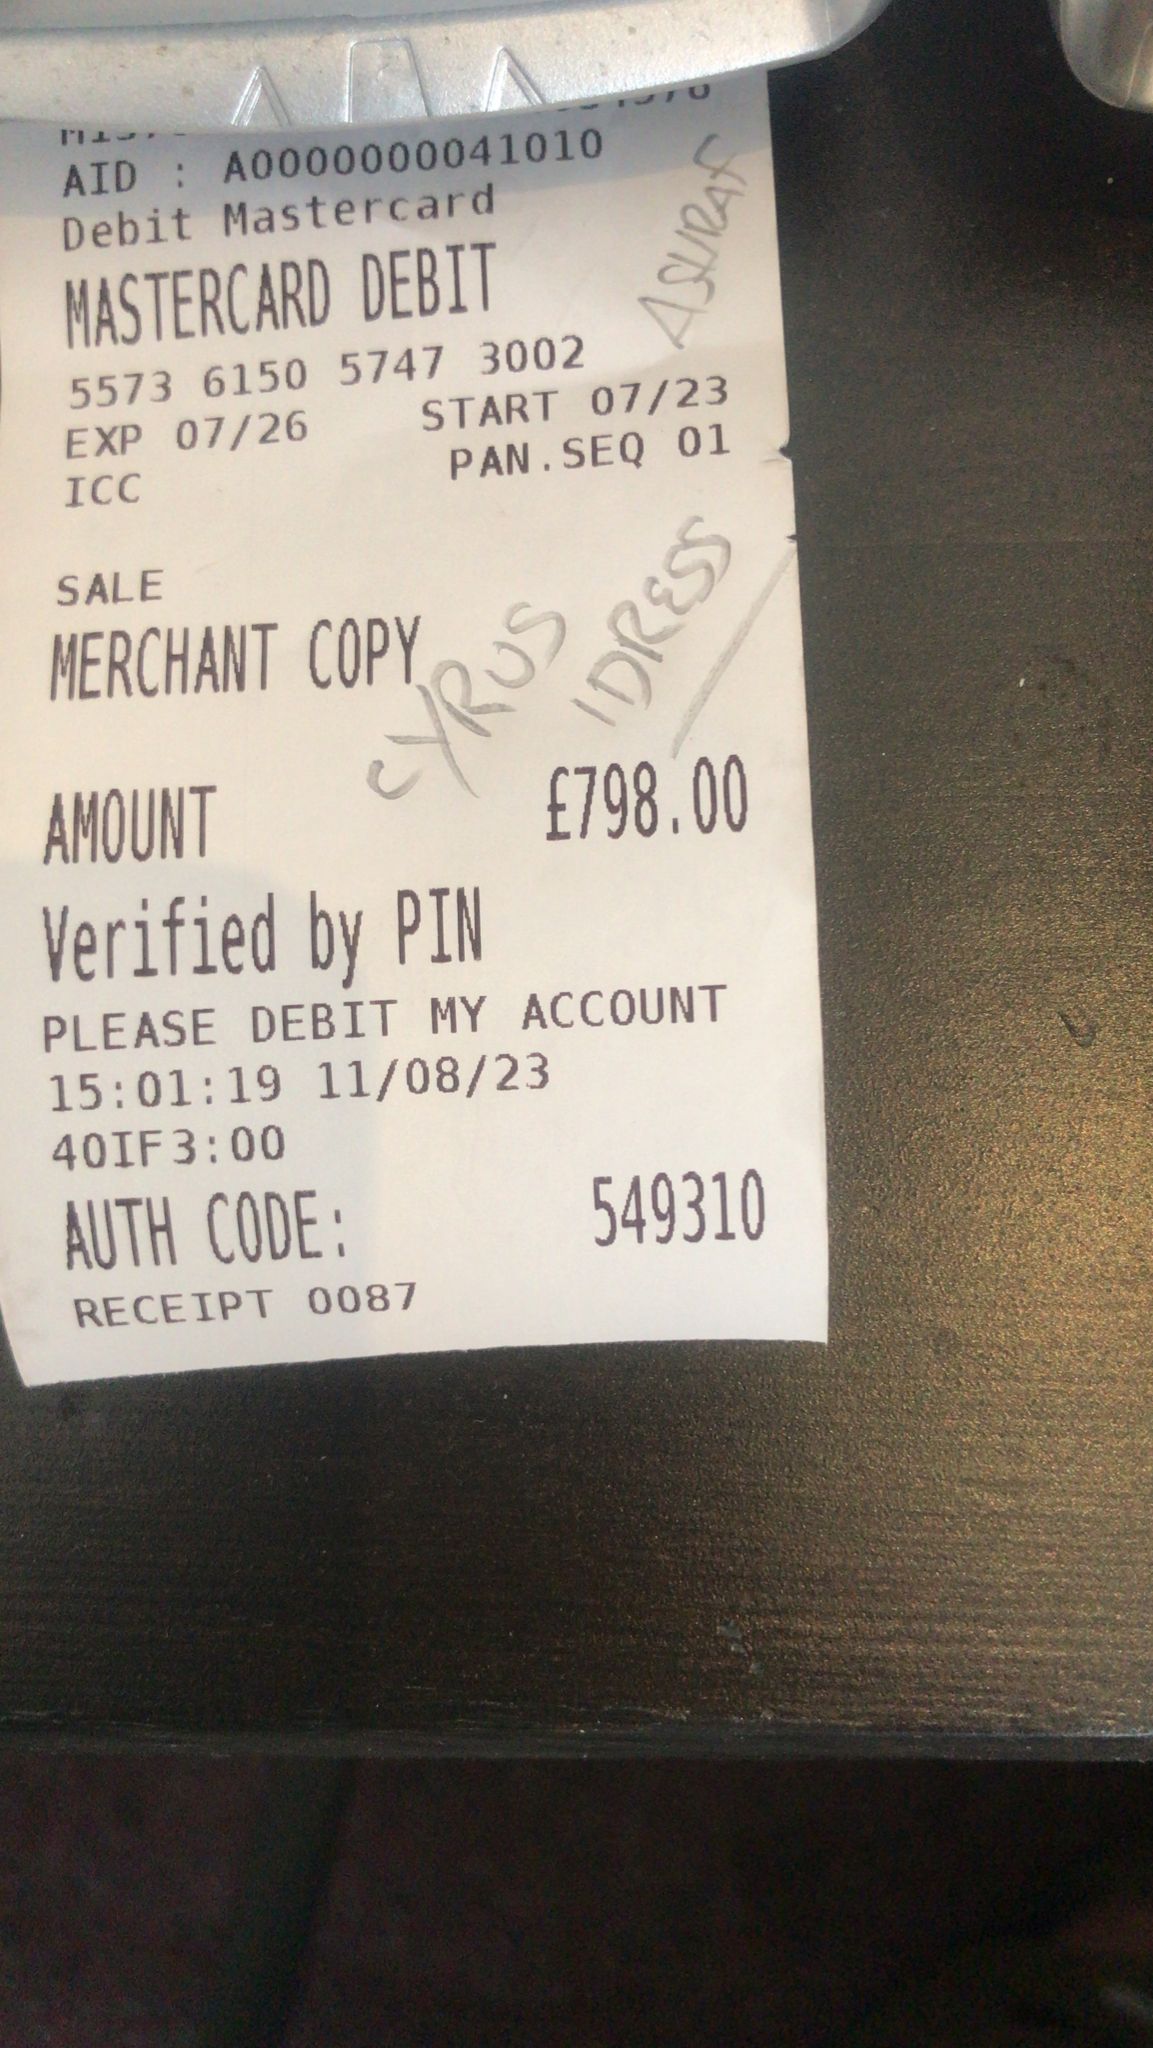 AID : A0000000041010
Debit Mastercard
MASTERCARD DEBIT
5573 6150 5747 3002
EXP 07/26 START 07/23
ICC PAN.SEQ 01
SALE
MERCHANT COPY
CYRUS
IDRESS
AMOUNT £798.00
Verified by PIN
PLEASE DEBIT MY ACCOUNT
15:01:19 11/08/23
40IF3:00
AUTH CODE: 549310
RECEIPT 0087